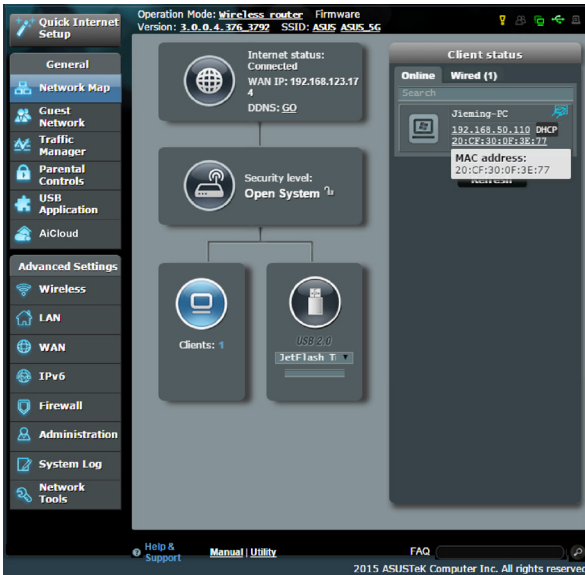 Quick Internet
Setup
Operation Mode: Wireless router Firmware
Version: 3.0.0.4.376_3792 SSID: ASUS ASUS_5G
General
Network Map
Guest
Network
Traffic
Manager
Parental
Controls
USB
Application
AiCloud
Advanced Settings
Wireless
LAN
WAN
IPv6
Firewall
Administration
System Log
Network
Tools
Internet status:
Connected
WAN IP: 192.168.123.17
4
DDNS: GO
Security level:
Open System
Clients: 1
USB 2.0
JetFlash T
Client status
Online Wired (1)
Search
Jieming-PC
192.168.50.110 DHCP
20:CF:30:0F:3E:77
MAC address:
20:CF:30:0F:3E:77
Refresh
Help &
Support
Manual | Utility
FAQ
2015 ASUSTeK Computer Inc. All rights reserved